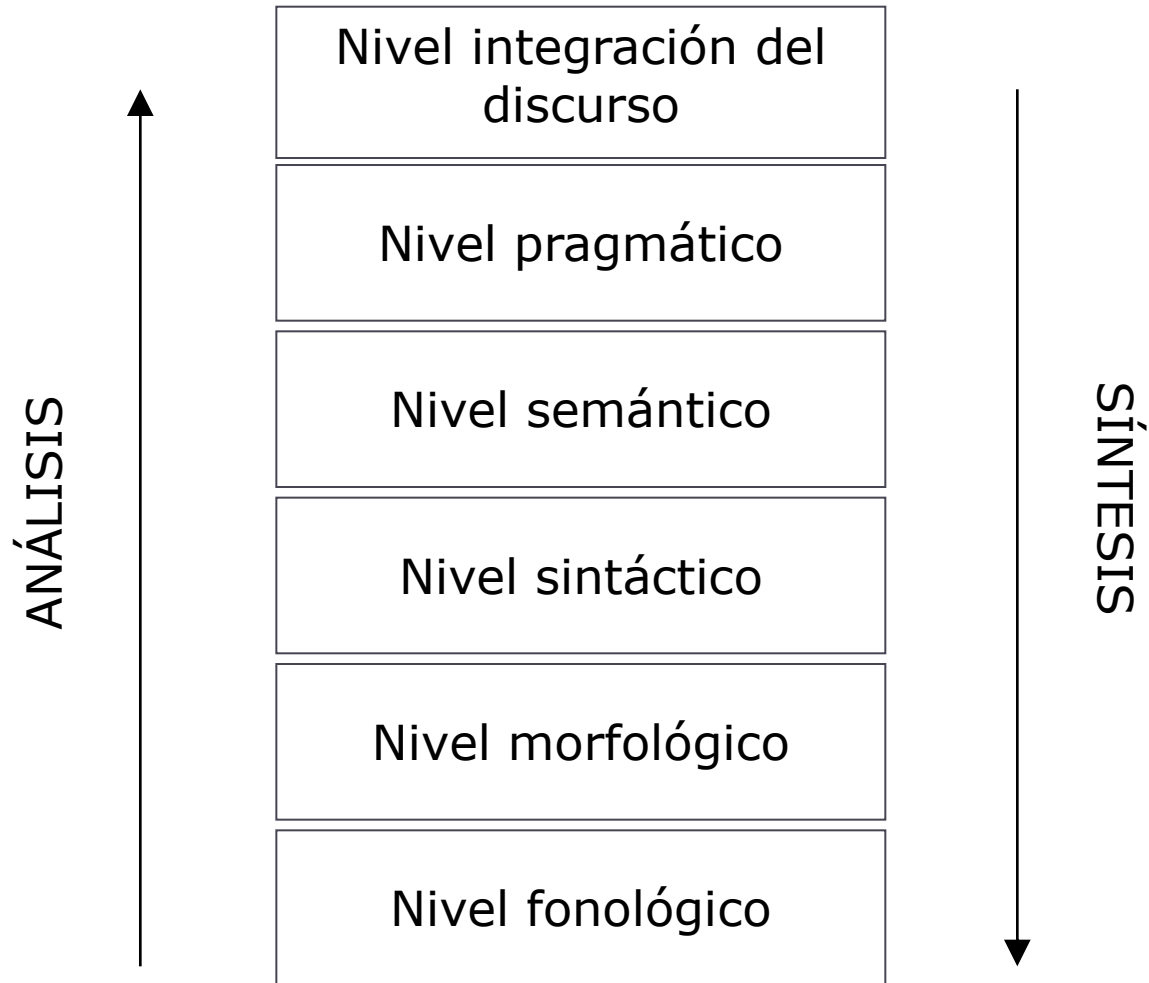 Nivel integración del
discurso
Nivel pragmático
Nivel semántico
Nivel sintáctico
Nivel morfológico
Nivel fonológico
ANÁLISIS
SÍNTESIS